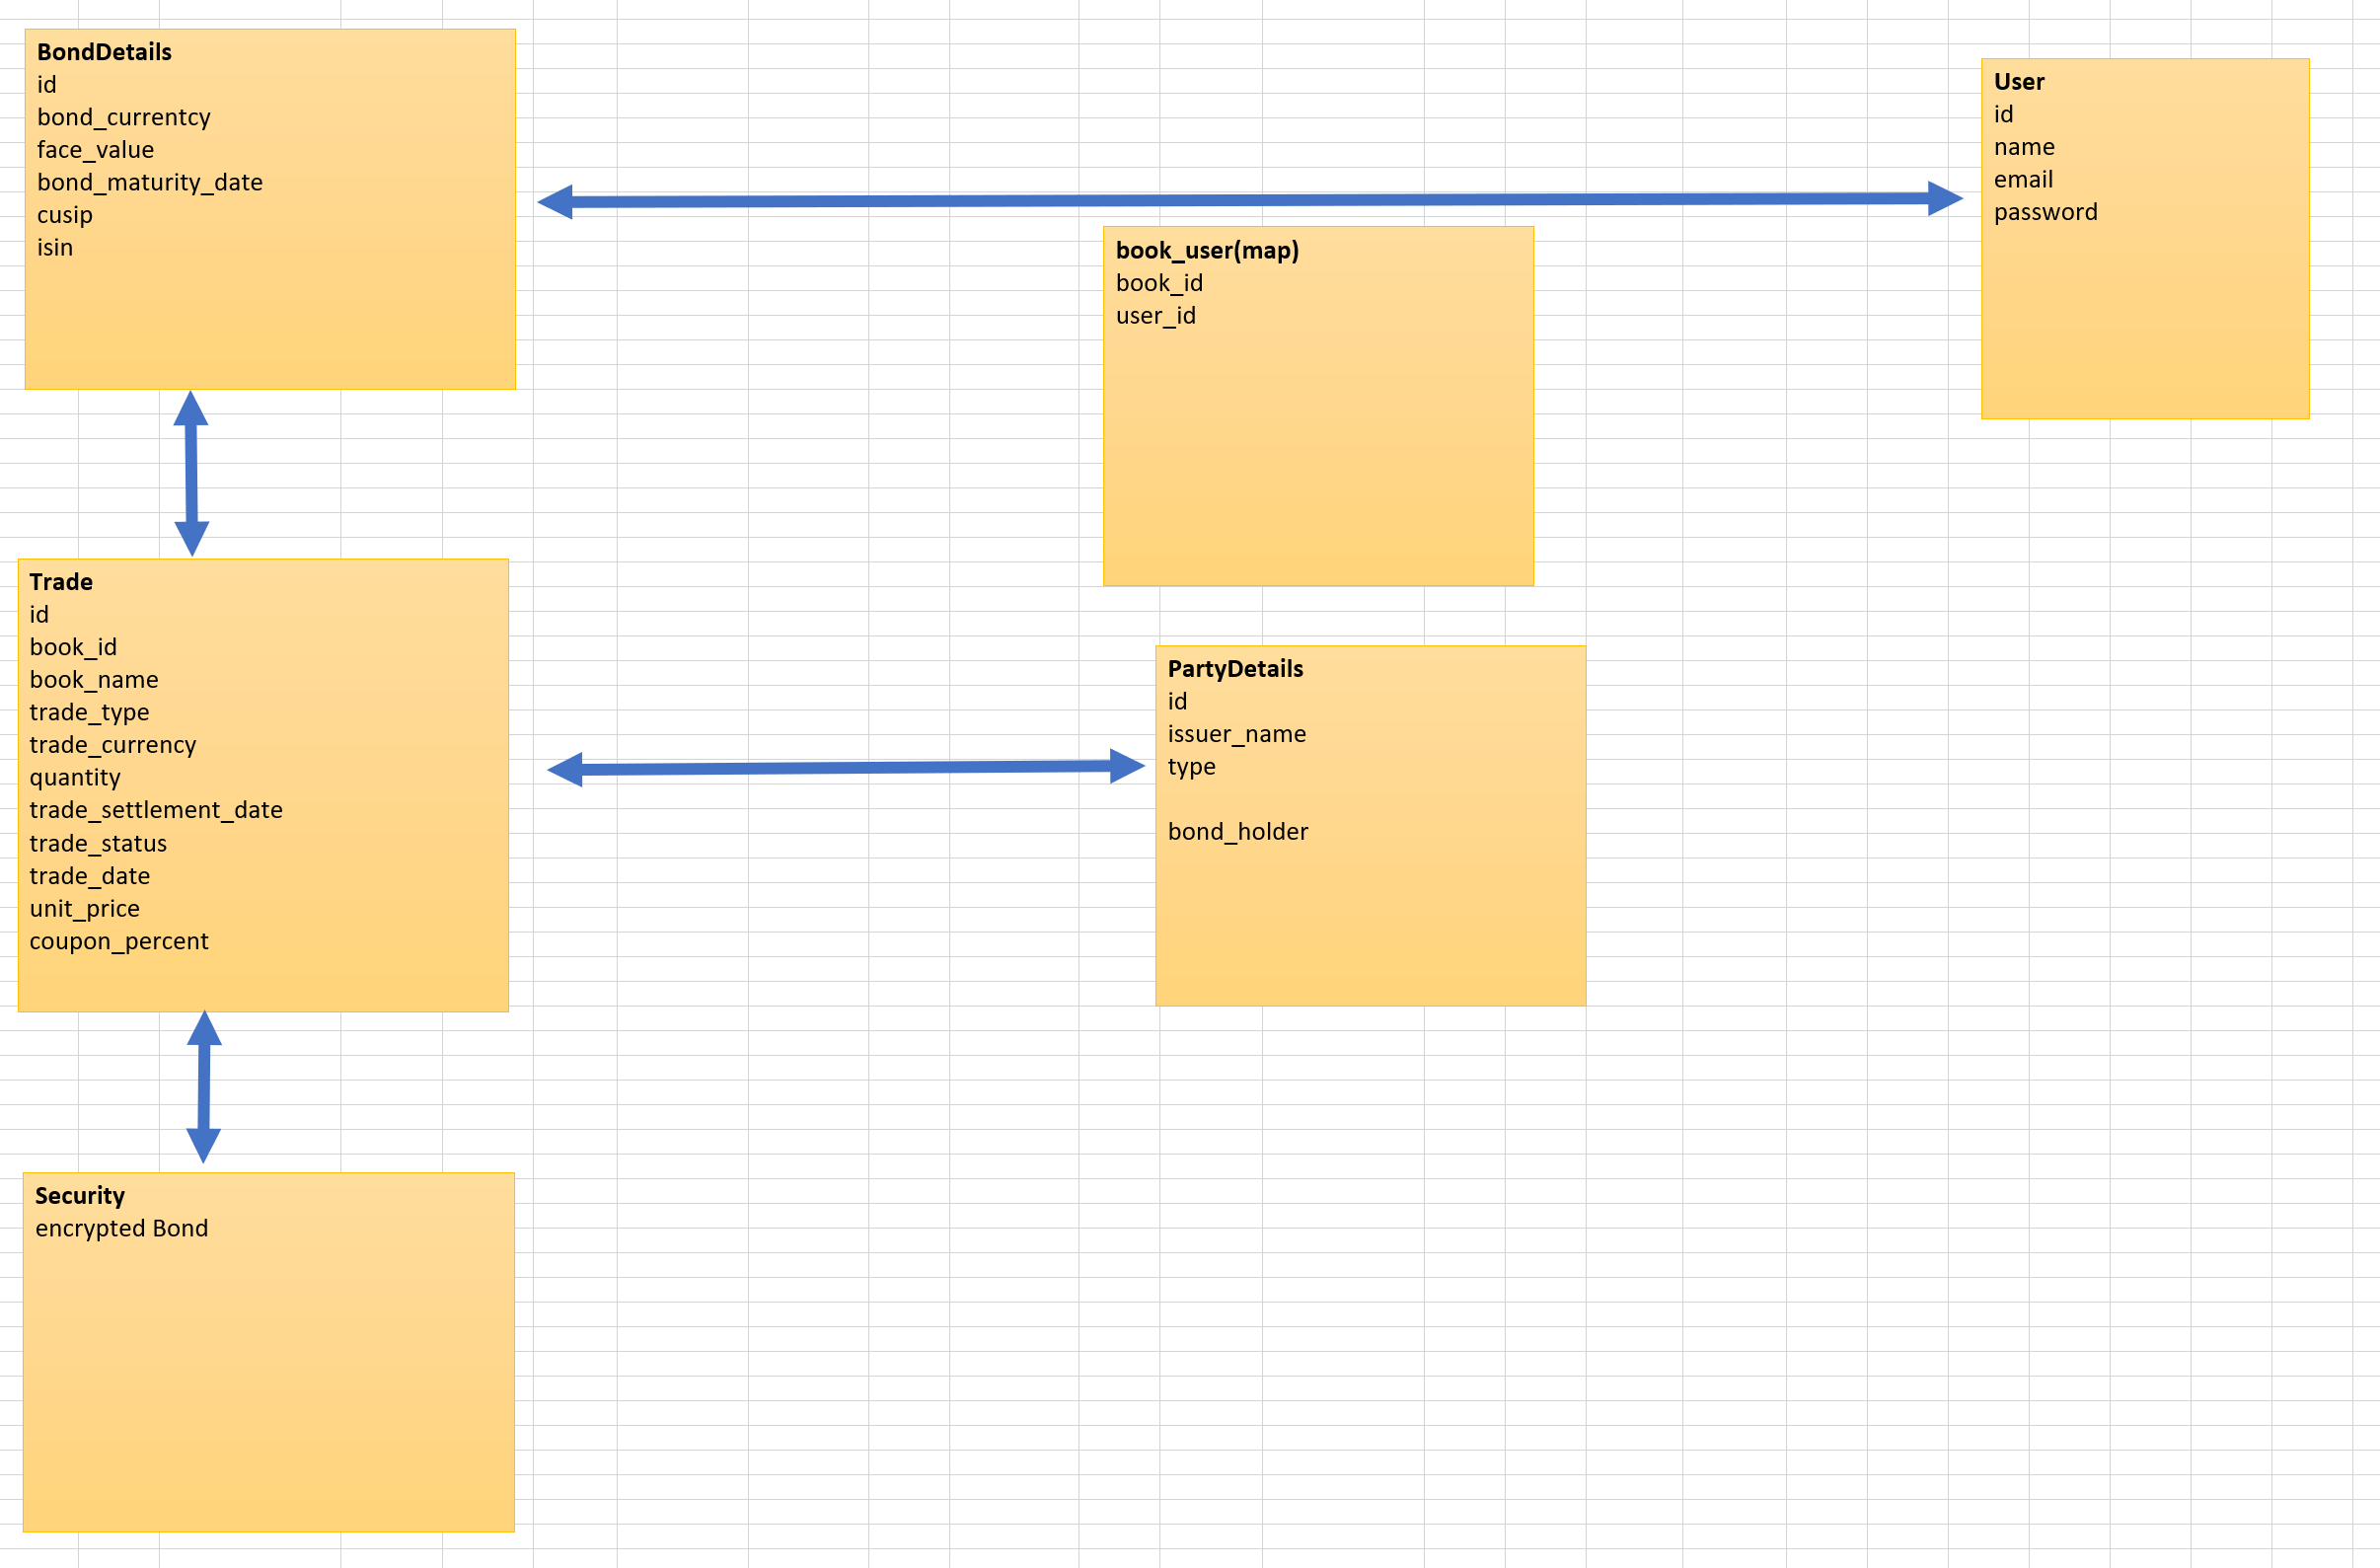 BondDetails
id
bond_currentcy
face_value
bond_maturity_date
cusip
isin
User
id
name
email
password
book_user(map)
book_id
user_id
Trade
id
book_id
book_name
trade_type
trade_currency
quantity
trade_settlement_date
trade_status
trade_date
unit_price
coupon_percent
PartyDetails
id
issuer_name
type
bond_holder
Security
encrypted Bond